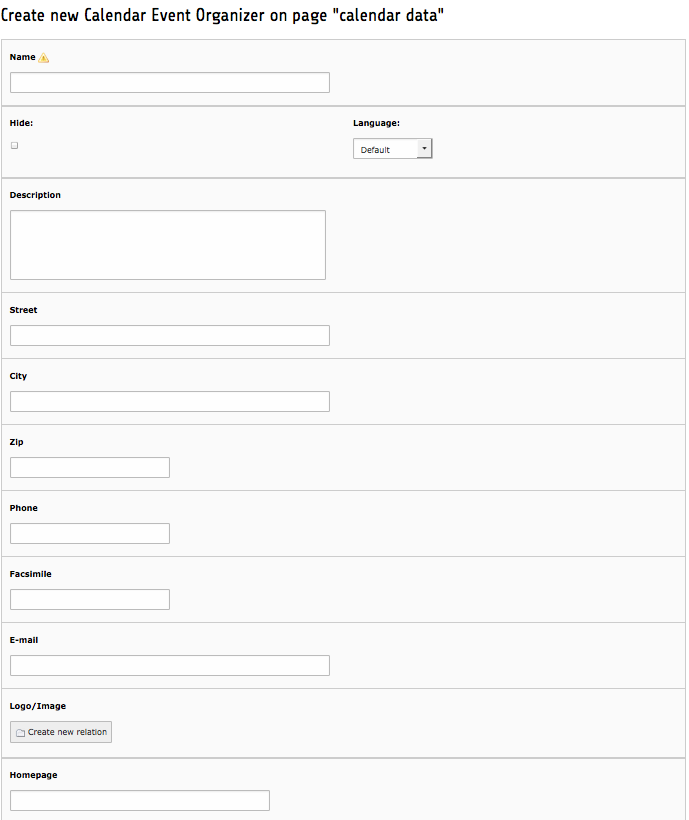 Create new Calendar Event Organizer on page "calendar data"
Name
Hide: Language:
Default
Description
Street
City
Zip
Phone
Facsimile
E-mail
Logo/Image
Create new relation
Homepage